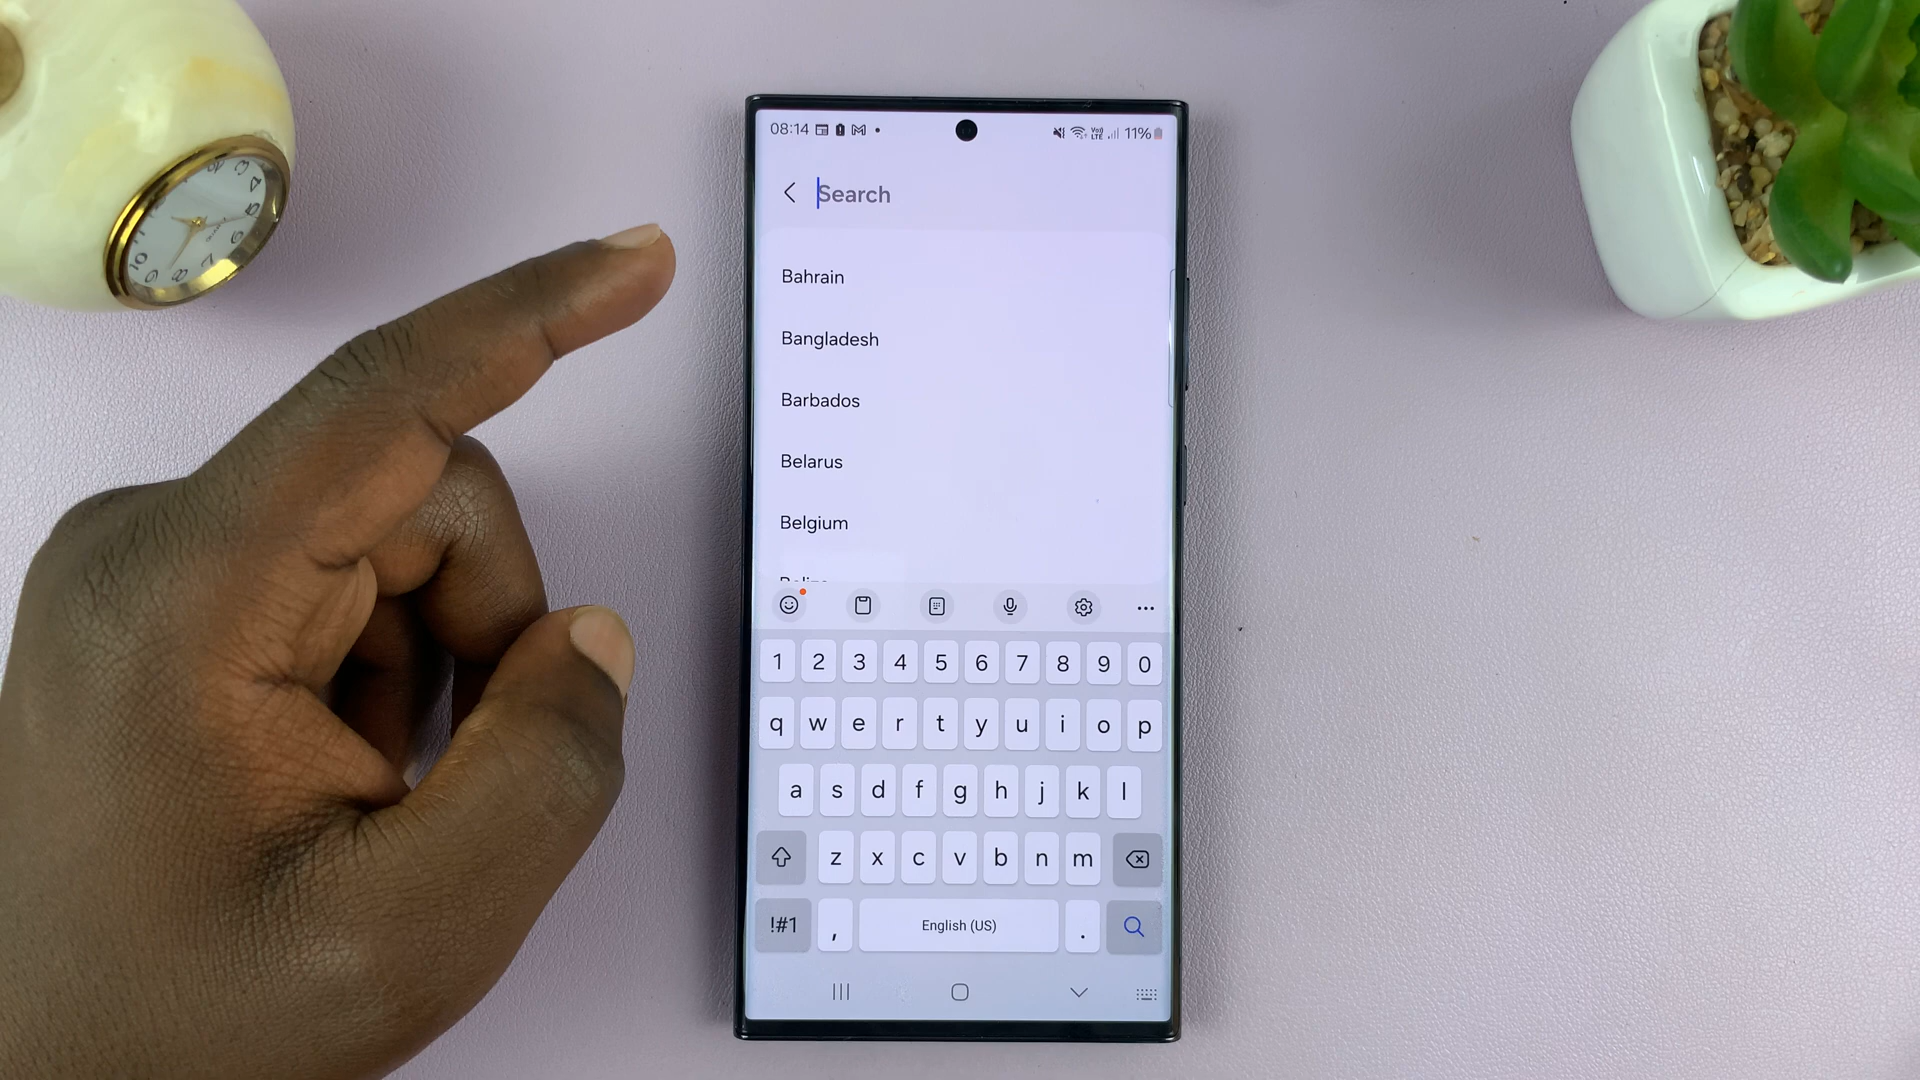 08:14 11%
Search
Bahrain
Bangladesh
Barbados
Belarus
Belgium
1 2 3 4 5 6 7 8 9 0
q w e r t y u i o p
a s d f g h j k l
z x c v b n m
!#1 , English (US) .